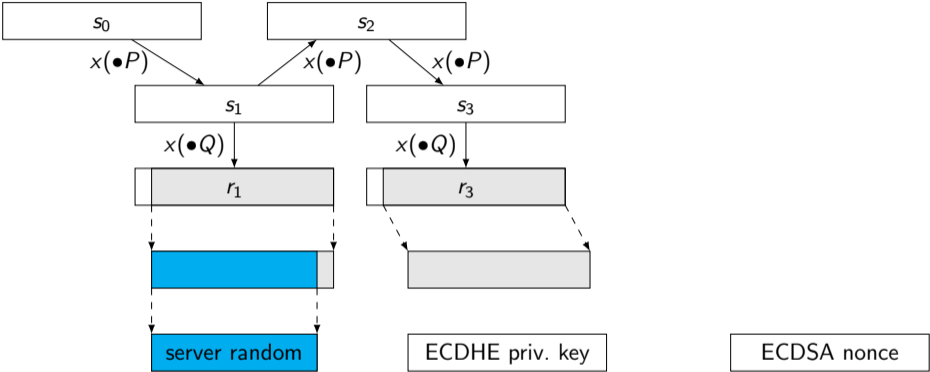 s₀
s₂
x(•P)
x(•P)
x(•P)
s₁
s₃
x(•Q)
x(•Q)
r₁
r₃
server random
ECDHE priv. key
ECDSA nonce